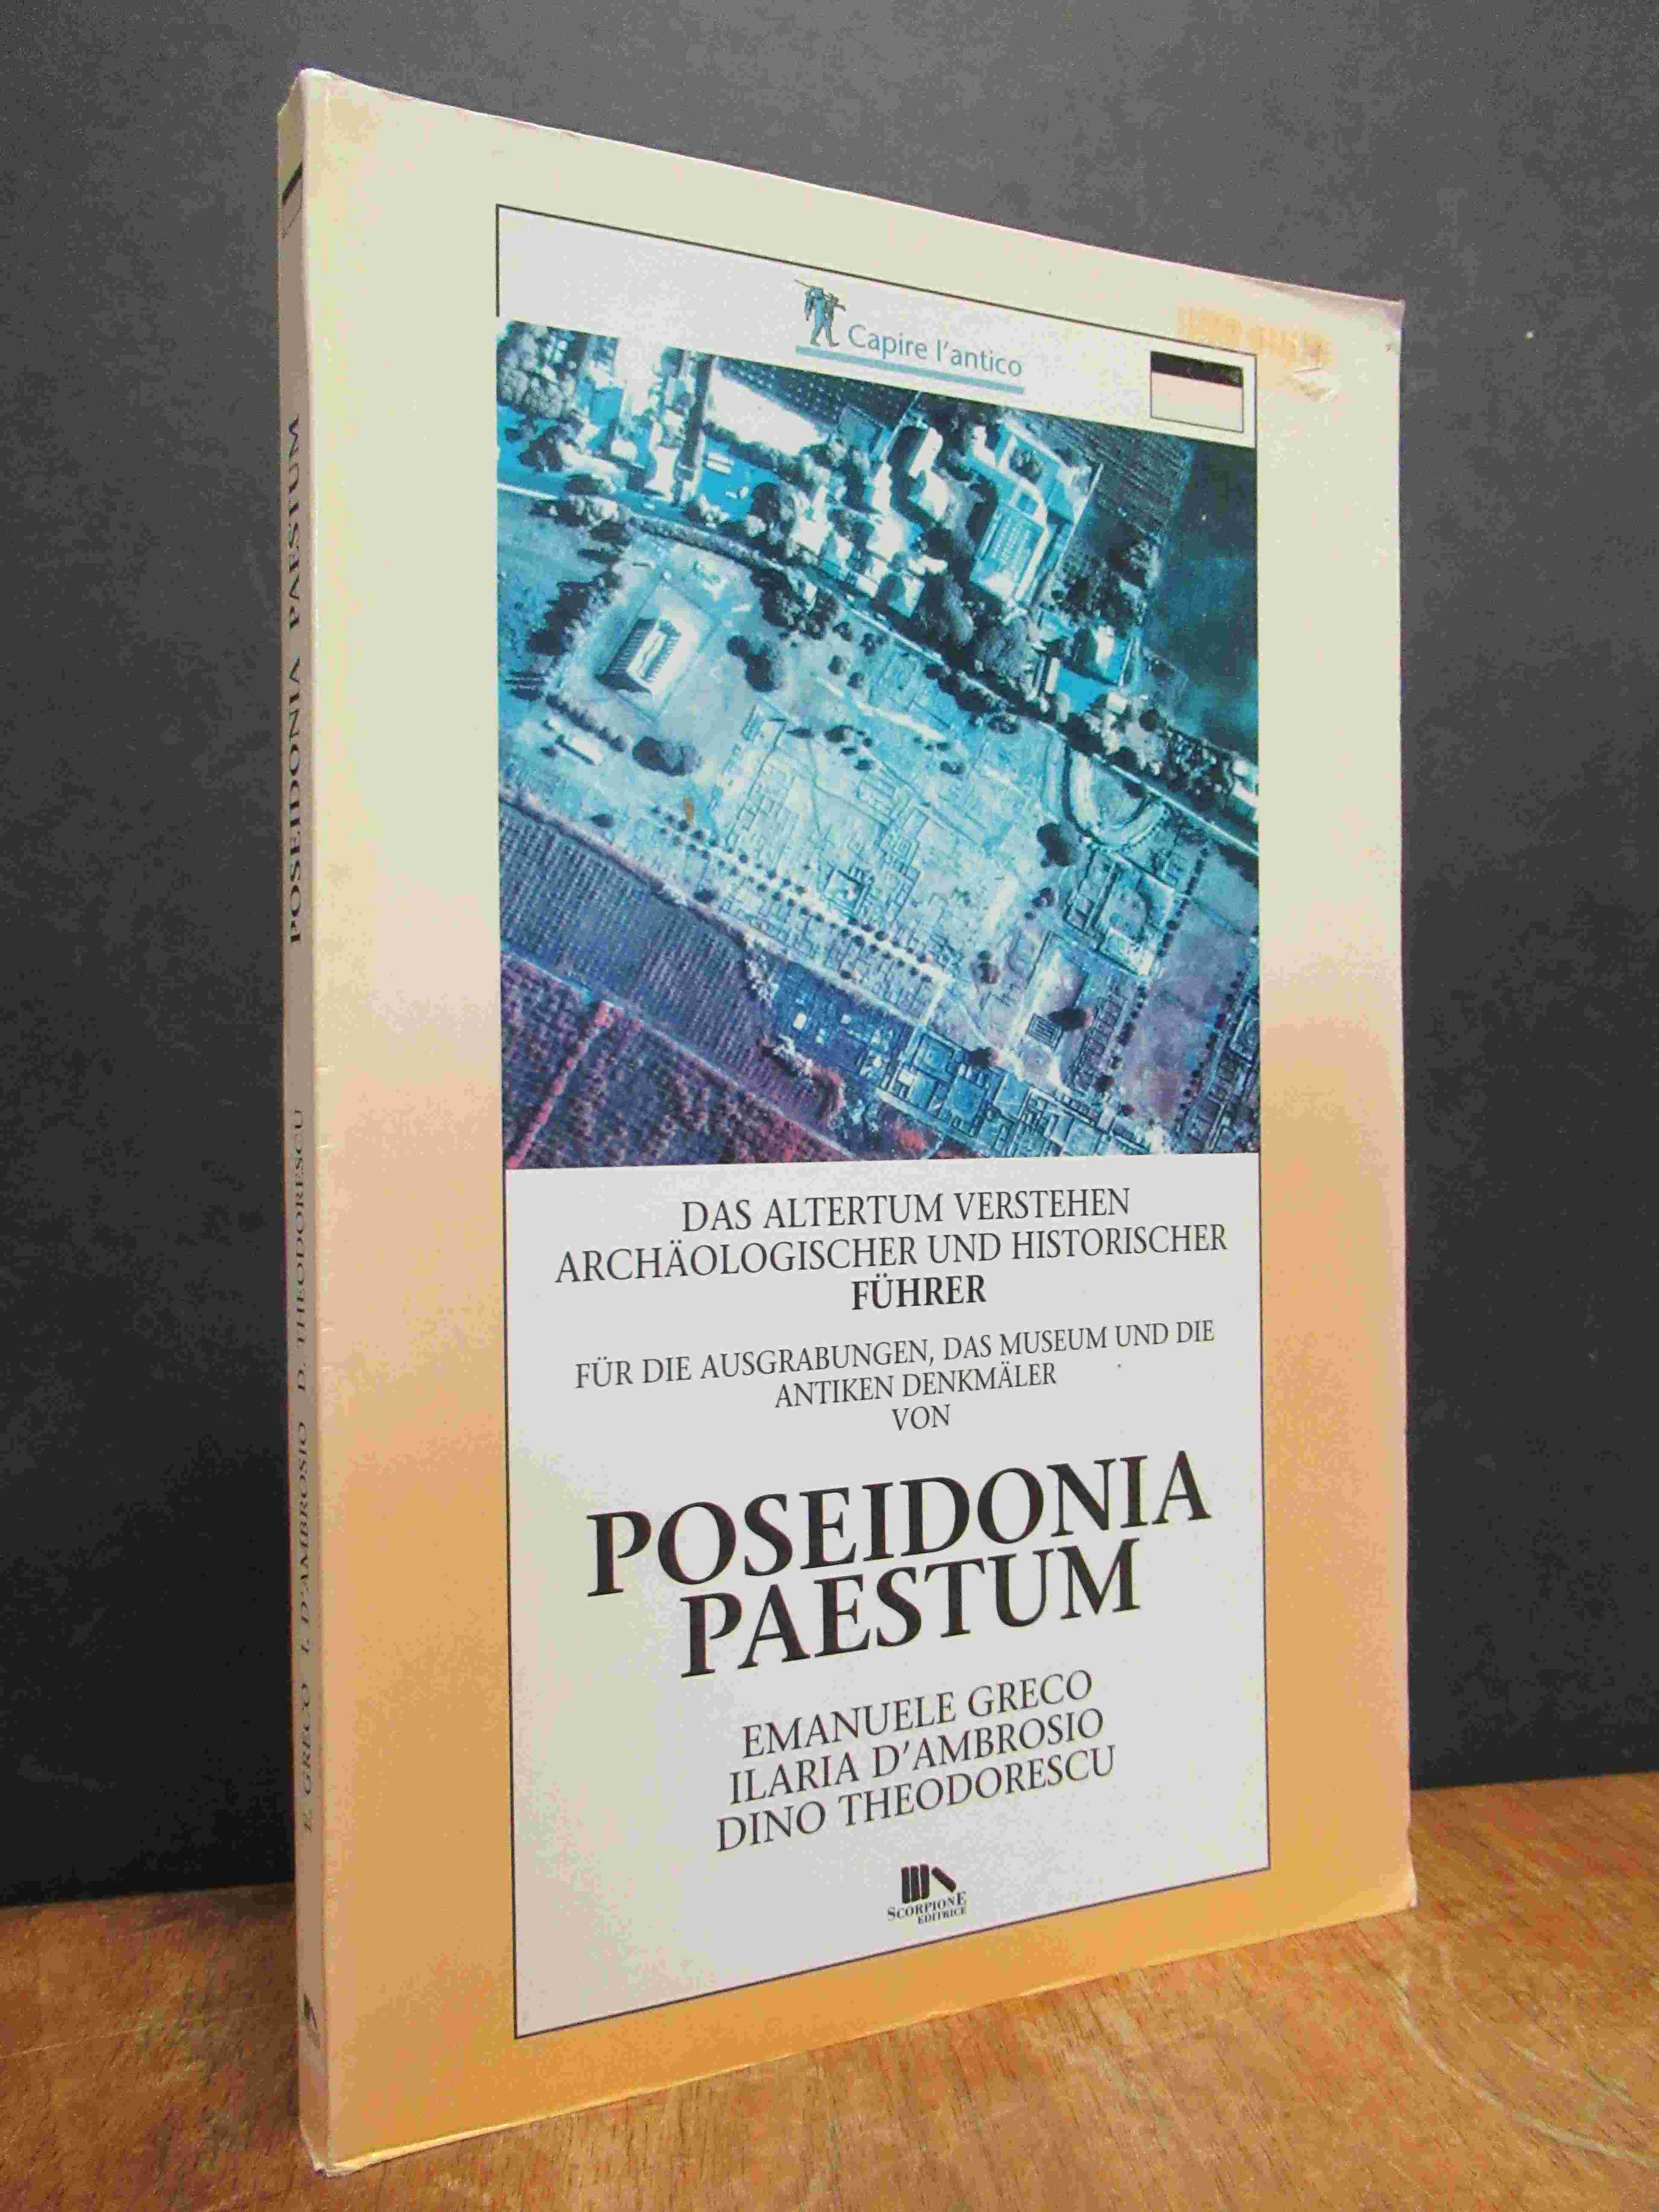 Capire l'antico
DAS ALTERTUM VERSTEHEN
ARCHÄOLOGISCHER UND HISTORISCHER
FÜHRER
FÜR DIE AUSGRABUNGEN, DAS MUSEUM UND DIE
ANTIKEN DENKMÄLER
VON
POSEIDONIA
PAESTUM
EMANUELE GRECO
ILARIA D'AMBROSIO
DINO THEODORESCU
SCORPIONE
EDITRICE
E. GRECO I. D'AMBROSIO D. THEODORESCU POSEIDONIA PAESTUM